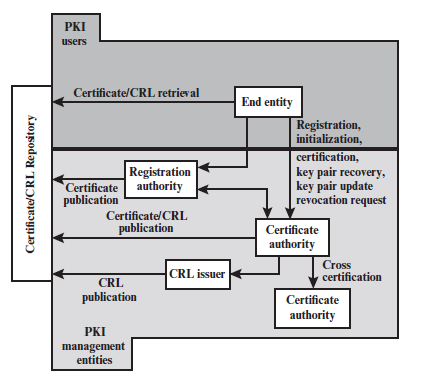 PKI
users
Certificate/CRL retrieval
End entity
Certificate/CRL Repository
Registration,
initialization,
certification,
key pair recovery,
key pair update
revocation request
Registration
authority
Certificate
publication
Certificate/CRL
publication
Certificate
authority
CRL issuer
CRL
publication
Cross
certification
Certificate
authority
PKI
management
entities